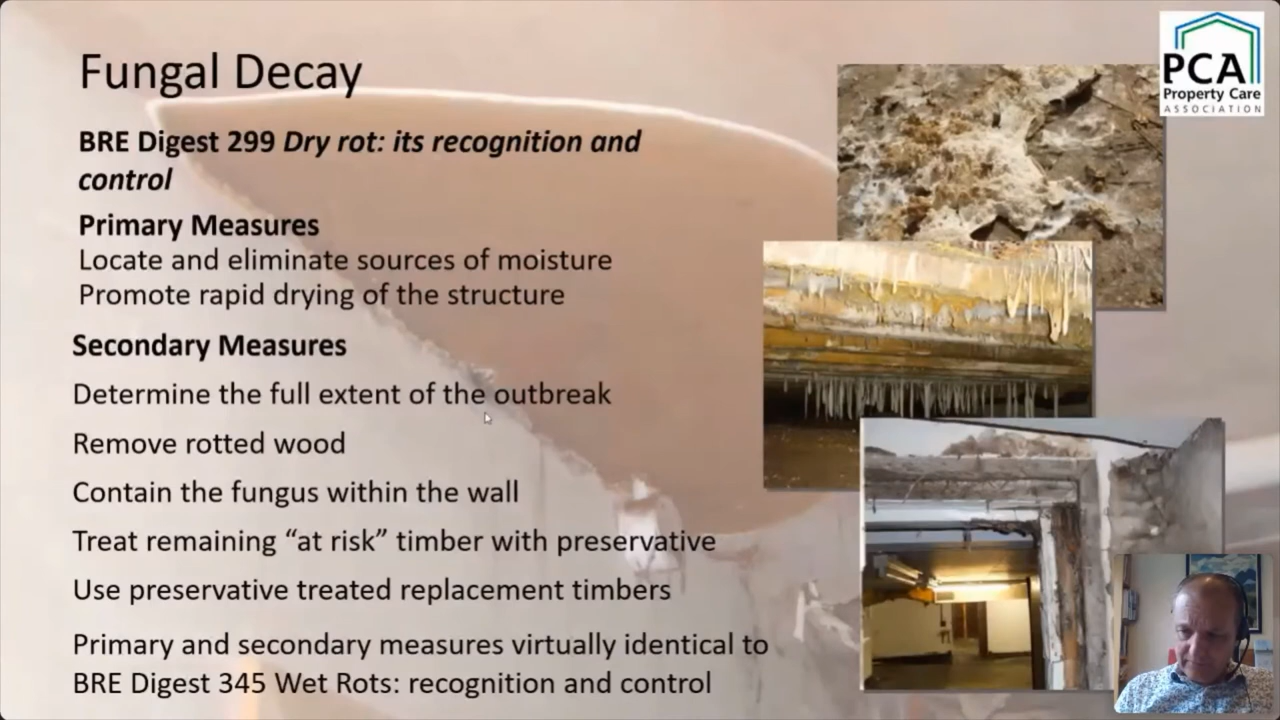 Fungal Decay
BRE Digest 299 Dry rot: its recognition and
control
Primary Measures
Locate and eliminate sources of moisture
Promote rapid drying of the structure
Secondary Measures
Determine the full extent of the outbreak
Remove rotted wood
Contain the fungus within the wall
Treat remaining “at risk” timber with preservative
Use preservative treated replacement timbers
Primary and secondary measures virtually identical to
BRE Digest 345 Wet Rots: recognition and control
PCA
Property Care
ASSOCIATION